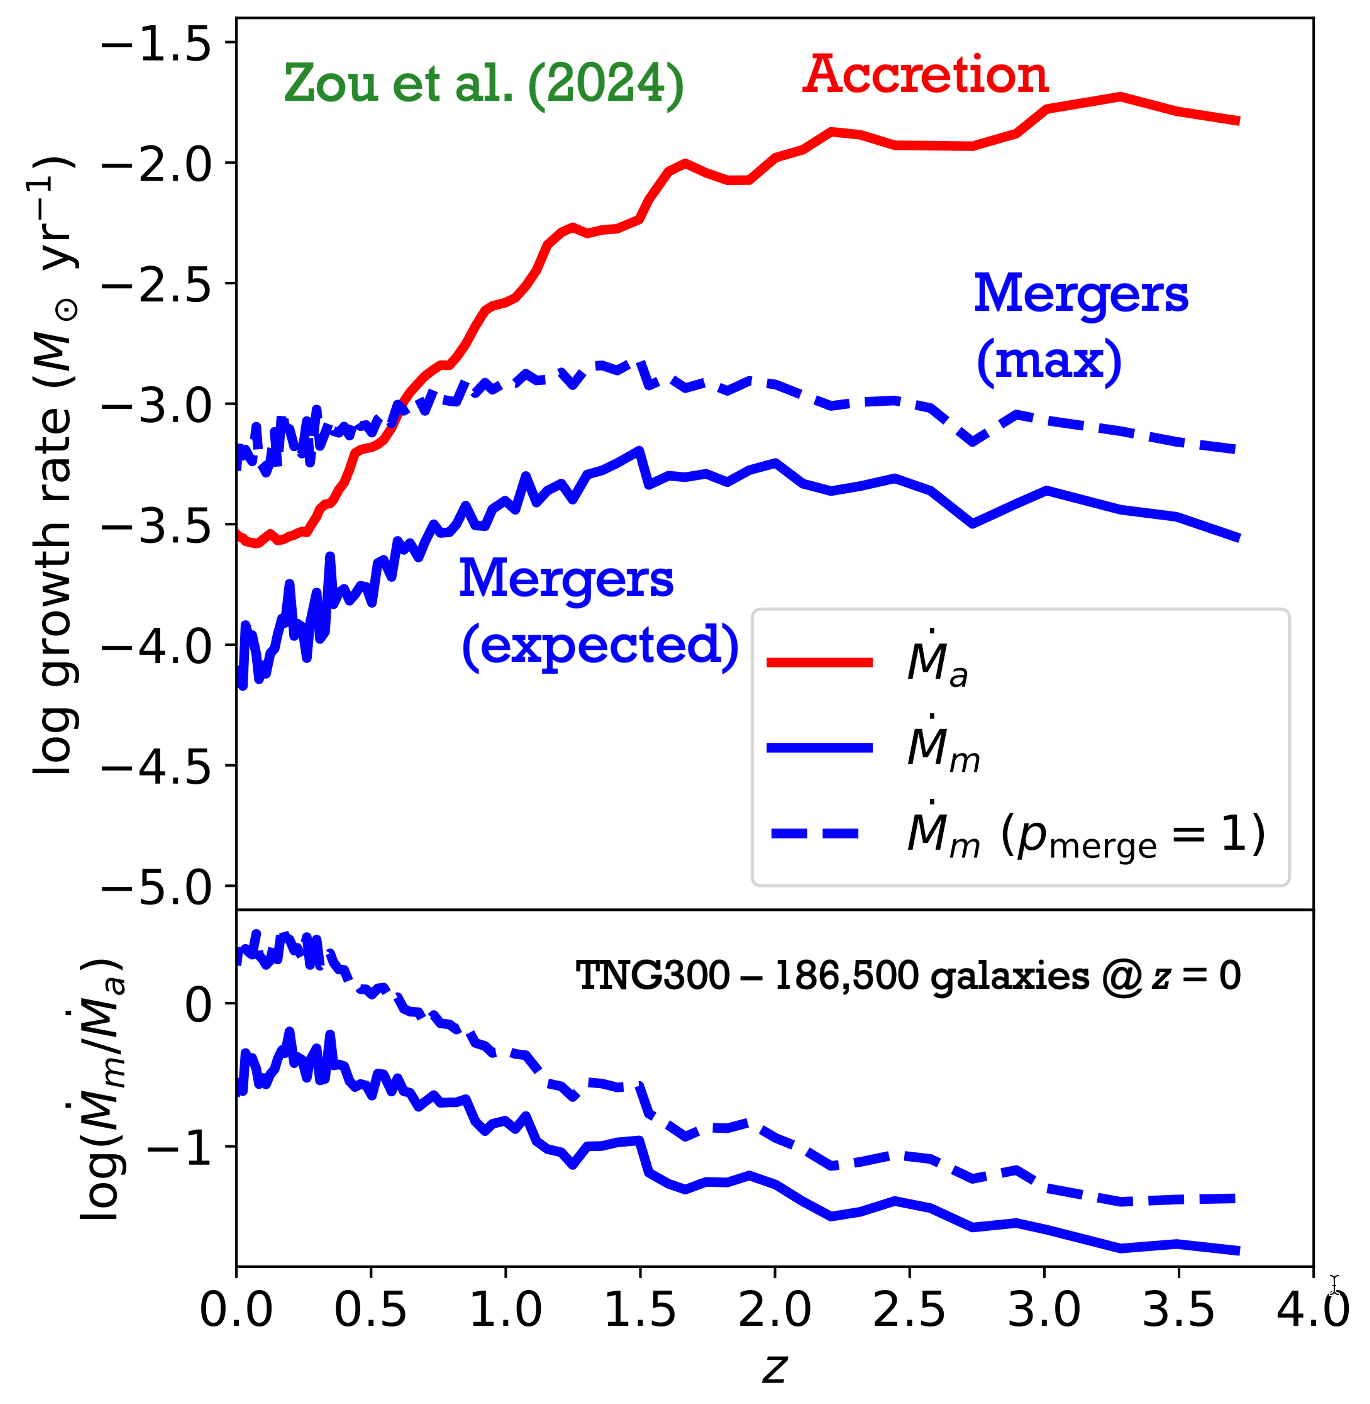 −1.5
−2.0
−2.5
−3.0
−3.5
−4.0
−4.5
−5.0
log growth rate (M⊙ yr⁻¹)
Zou et al. (2024)
Accretion
Mergers
(max)
Mergers
(expected)
Ṁₐ
Ṁₘ
Ṁₘ (p_merge = 1)
0
−1
log(Ṁₘ/Ṁₐ)
TNG300 – 186,500 galaxies @ z = 0
0.0 0.5 1.0 1.5 2.0 2.5 3.0 3.5 4.0
z